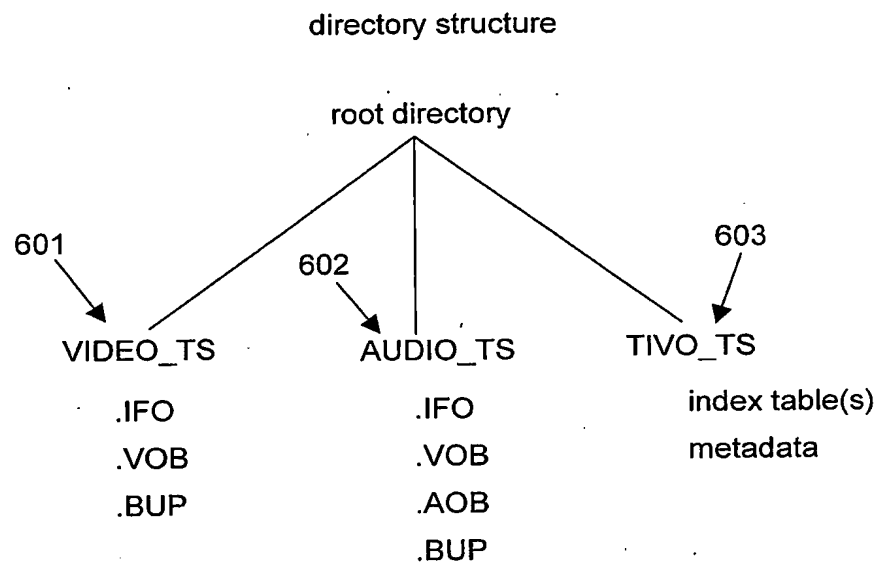 directory structure
root directory
601
602
603
VIDEO_TS
AUDIO_TS
TIVO_TS
.IFO
.VOB
.BUP
.IFO
.VOB
.AOB
.BUP
index table(s)
metadata